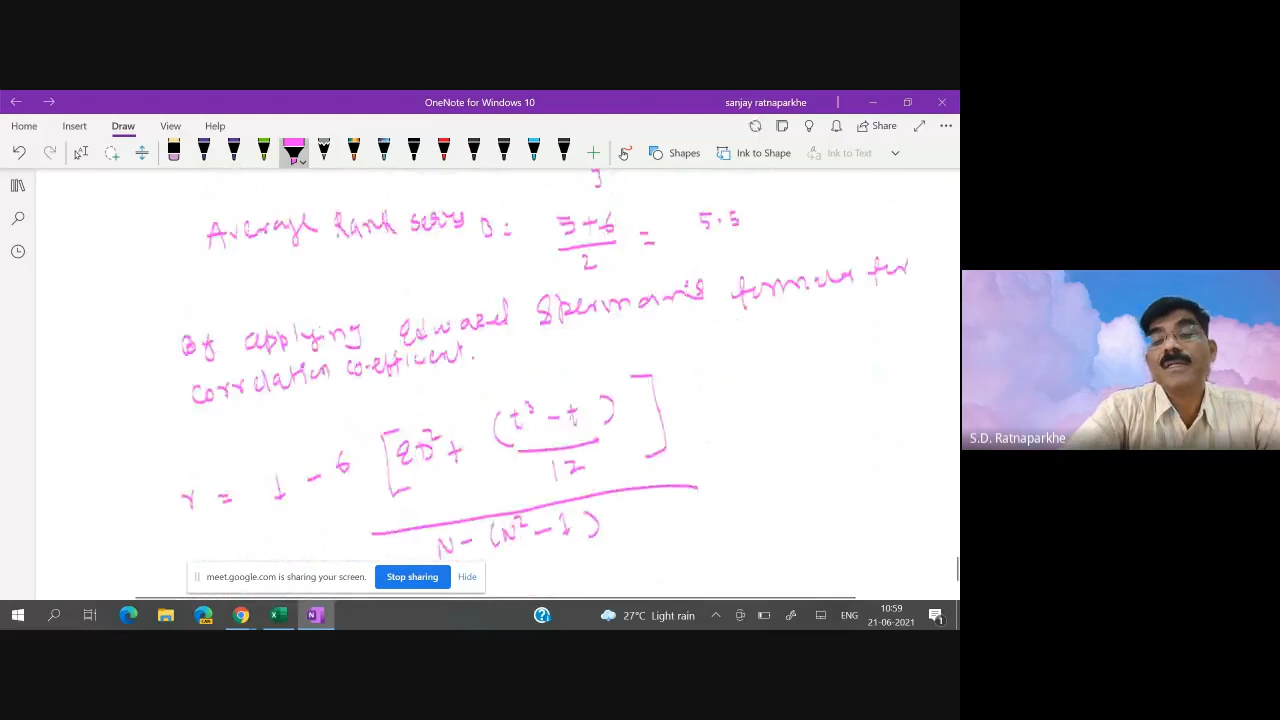 OneNote for Windows 10
sanjay ratnaparkhe
Home Insert Draw View Help
Share
Shapes
Ink to Shape
Ink to Text
Average Rank series B = 5+6 / 2 = 5.5
By applying Edward Sperman's formula for
correlation co-efficient.
r = 1 - 6 [ΣD² + (t³ - t) / 12]
N - (N² - 1)
S.D. Ratnaparkhe
meet.google.com is sharing your screen.
Stop sharing
Hide
27°C Light rain
ENG
10:59
21-06-2021